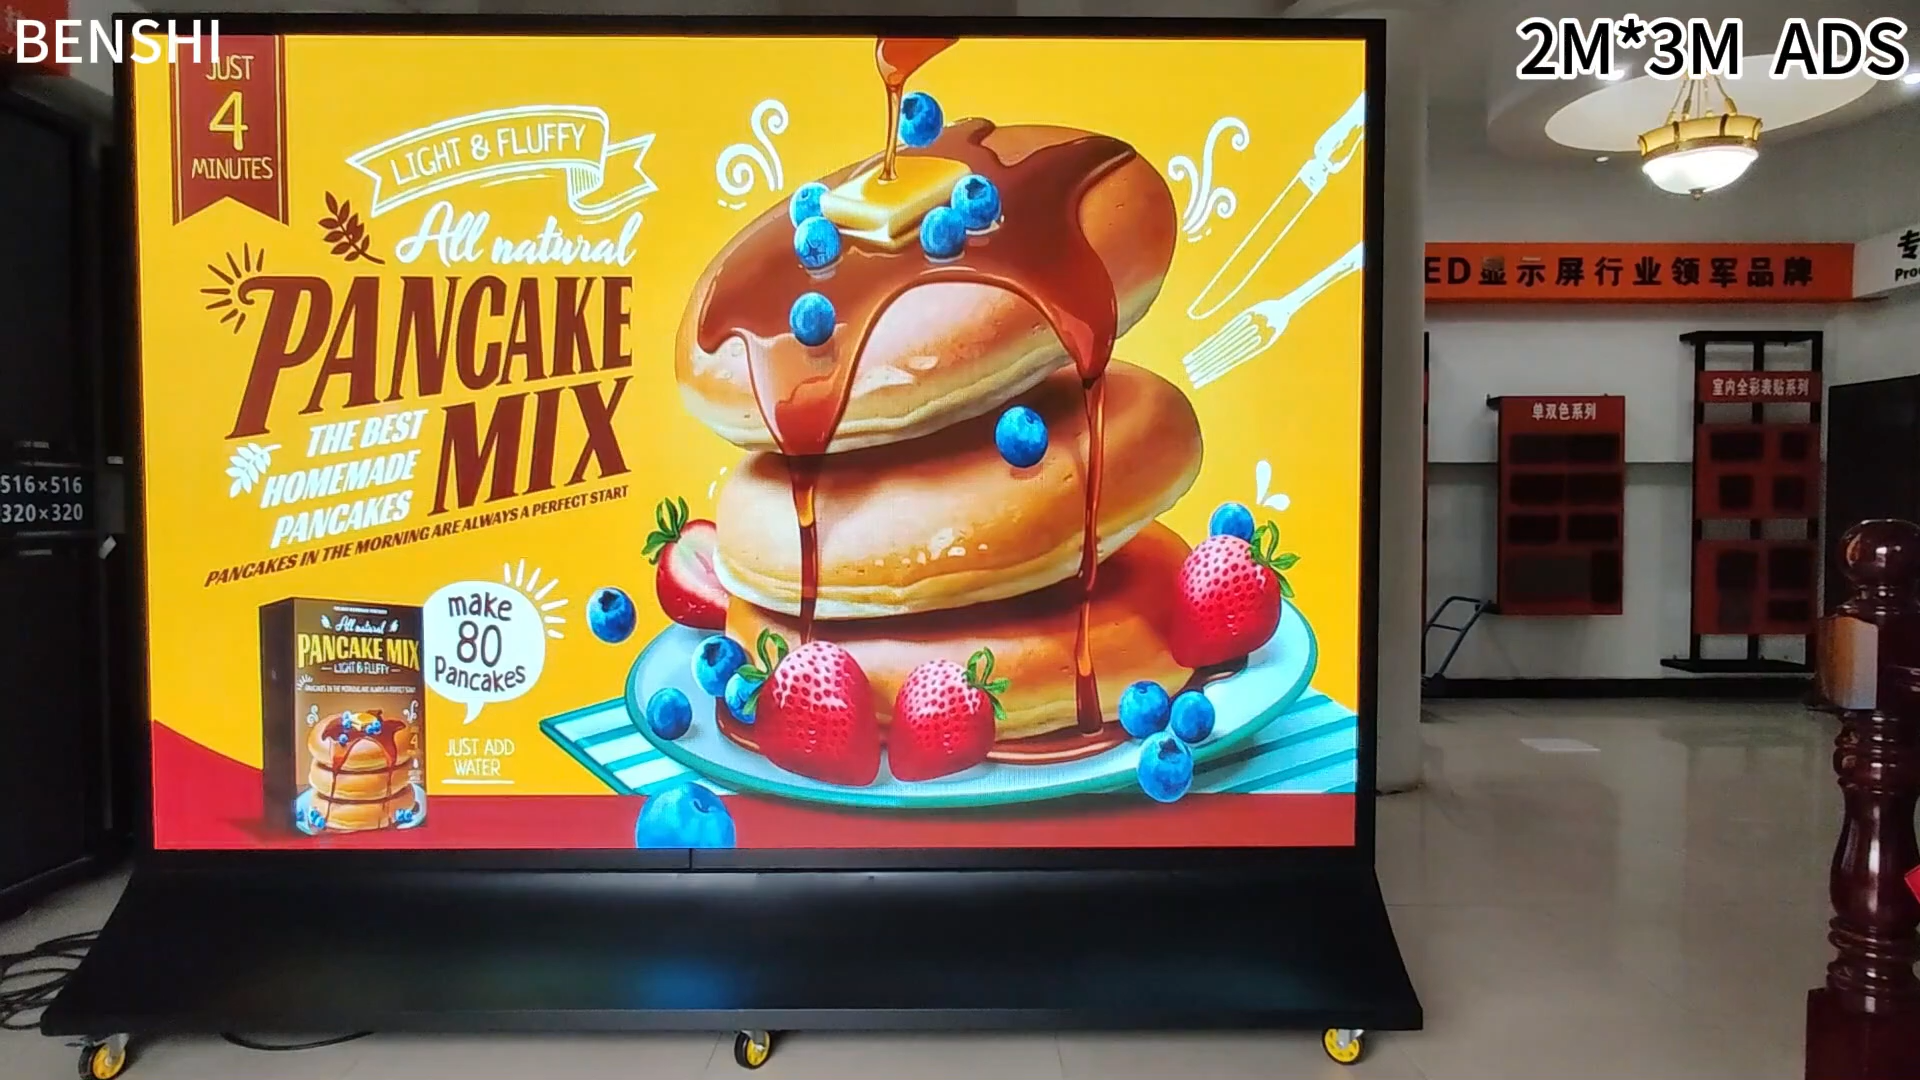 BENSHI
2M*3M ADS
JUST
4
MINUTES
LIGHT & FLUFFY
All natural
PANCAKE
MIX
THE BEST
HOMEMADE
PANCAKES
PANCAKES IN THE MORNING ARE ALWAYS A PERFECT START
make
80
Pancakes
JUST ADD
WATER
All natural
PANCAKE MIX
LIGHT & FLUFFY
516×516
320×320
ED显示屏行业领军品牌
专
Pro
单双色系列
室内全彩表贴系列